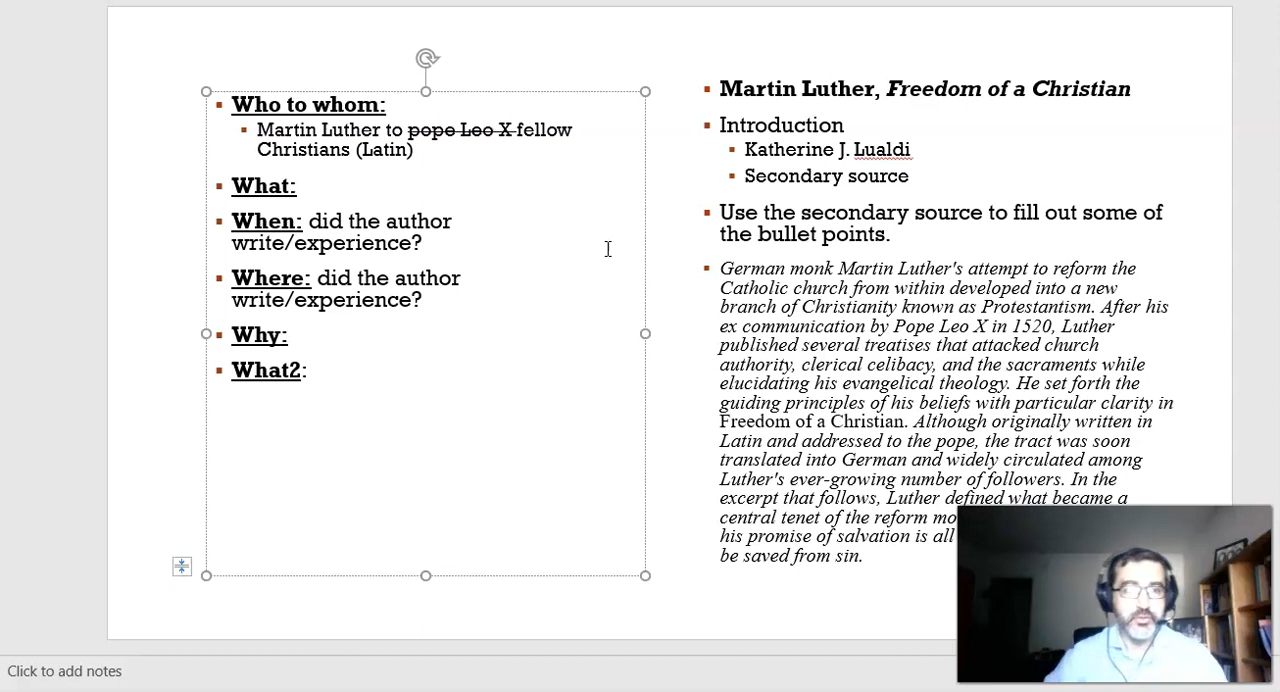 Who to whom:
Martin Luther to pope Leo X fellow
Christians (Latin)
What:
When: did the author
write/experience?
Where: did the author
write/experience?
Why:
What2:
Martin Luther, Freedom of a Christian
Introduction
Katherine J. Lualdi
Secondary source
Use the secondary source to fill out some of
the bullet points.
German monk Martin Luther's attempt to reform the
Catholic church from within developed into a new
branch of Christianity known as Protestantism. After his
ex communication by Pope Leo X in 1520, Luther
published several treatises that attacked church
authority, clerical celibacy, and the sacraments while
elucidating his evangelical theology. He set forth the
guiding principles of his beliefs with particular clarity in
Freedom of a Christian. Although originally written in
Latin and addressed to the pope, the tract was soon
translated into German and widely circulated among
Luther's ever-growing number of followers. In the
excerpt that follows, Luther defined what became a
central tenet of the reform
his promise of salvation is all
be saved from sin.
Click to add notes